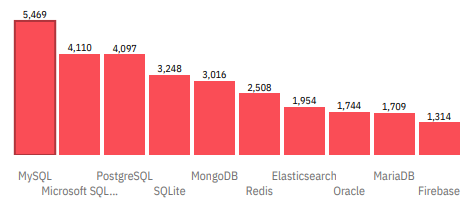 5,469
4,110
4,097
3,248
3,016
2,508
1,954
1,744
1,709
1,314
MySQL
PostgreSQL
MongoDB
Elasticsearch
MariaDB
Microsoft SQL...
SQLite
Redis
Oracle
Firebase